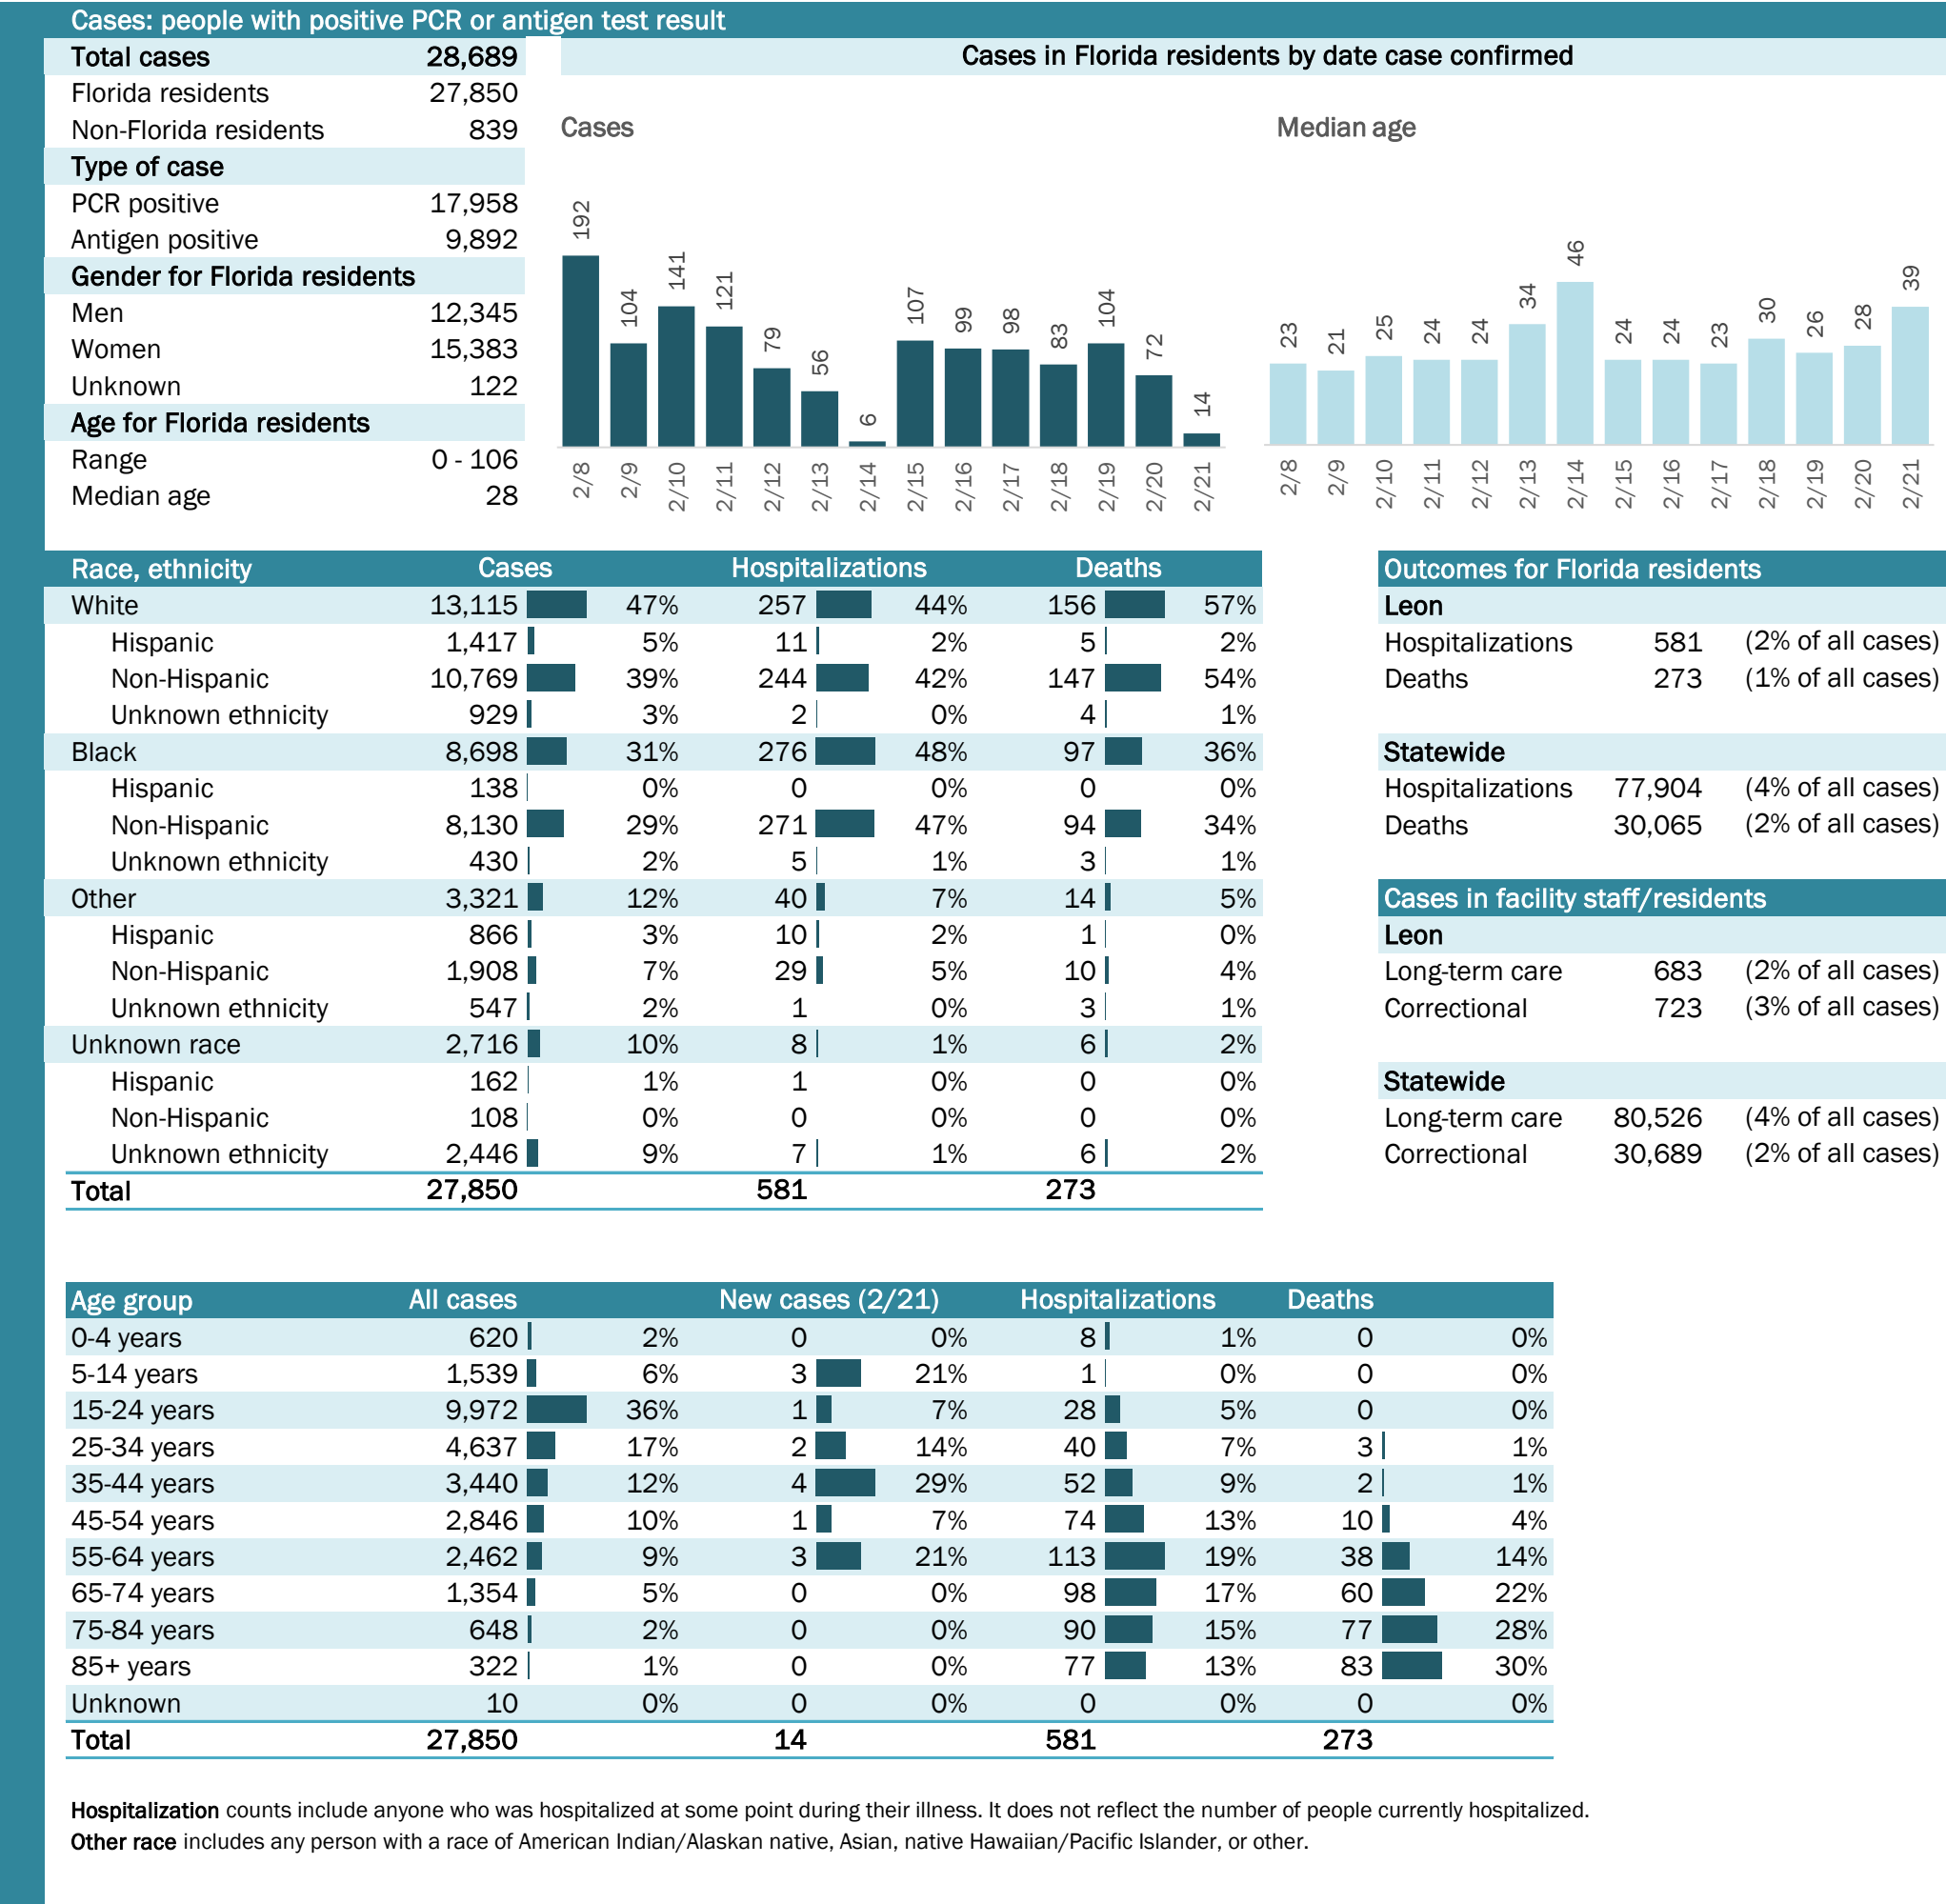 Cases: people with positive PCR or antigen test result
Total cases 28,689
Florida residents 27,850
Non-Florida residents 839
Type of case
PCR positive 17,958
Antigen positive 9,892
Gender for Florida residents
Men 12,345
Women 15,383
Unknown 122
Age for Florida residents
Range 0 - 106
Median age 28
Cases in Florida residents by date case confirmed
Cases
192 104 141 121 79 56 6 107 99 98 83 104 72 14
2/8 2/9 2/10 2/11 2/12 2/13 2/14 2/15 2/16 2/17 2/18 2/19 2/20 2/21
Median age
23 21 25 24 24 34 46 24 24 23 30 26 28 39
2/8 2/9 2/10 2/11 2/12 2/13 2/14 2/15 2/16 2/17 2/18 2/19 2/20 2/21
Race, ethnicity Cases Hospitalizations Deaths
White 13,115 47% 257 44% 156 57%
Hispanic 1,417 5% 11 2% 5 2%
Non-Hispanic 10,769 39% 244 42% 147 54%
Unknown ethnicity 929 3% 2 0% 4 1%
Black 8,698 31% 276 48% 97 36%
Hispanic 138 0% 0 0% 0 0%
Non-Hispanic 8,130 29% 271 47% 94 34%
Unknown ethnicity 430 2% 5 1% 3 1%
Other 3,321 12% 40 7% 14 5%
Hispanic 866 3% 10 2% 1 0%
Non-Hispanic 1,908 7% 29 5% 10 4%
Unknown ethnicity 547 2% 1 0% 3 1%
Unknown race 2,716 10% 8 1% 6 2%
Hispanic 162 1% 1 0% 0 0%
Non-Hispanic 108 0% 0 0% 0 0%
Unknown ethnicity 2,446 9% 7 1% 6 2%
Total 27,850 581 273
Outcomes for Florida residents
Leon
Hospitalizations 581 (2% of all cases)
Deaths 273 (1% of all cases)
Statewide
Hospitalizations 77,904 (4% of all cases)
Deaths 30,065 (2% of all cases)
Cases in facility staff/residents
Leon
Long-term care 683 (2% of all cases)
Correctional 723 (3% of all cases)
Statewide
Long-term care 80,526 (4% of all cases)
Correctional 30,689 (2% of all cases)
Age group All cases New cases (2/21) Hospitalizations Deaths
0-4 years 620 2% 0 0% 8 1% 0 0%
5-14 years 1,539 6% 3 21% 1 0% 0 0%
15-24 years 9,972 36% 1 7% 28 5% 0 0%
25-34 years 4,637 17% 2 14% 40 7% 3 1%
35-44 years 3,440 12% 4 29% 52 9% 2 1%
45-54 years 2,846 10% 1 7% 74 13% 10 4%
55-64 years 2,462 9% 3 21% 113 19% 38 14%
65-74 years 1,354 5% 0 0% 98 17% 60 22%
75-84 years 648 2% 0 0% 90 15% 77 28%
85+ years 322 1% 0 0% 77 13% 83 30%
Unknown 10 0% 0 0% 0 0% 0 0%
Total 27,850 14 581 273
Hospitalization counts include anyone who was hospitalized at some point during their illness. It does not reflect the number of people currently hospitalized.
Other race includes any person with a race of American Indian/Alaskan native, Asian, native Hawaiian/Pacific Islander, or other.